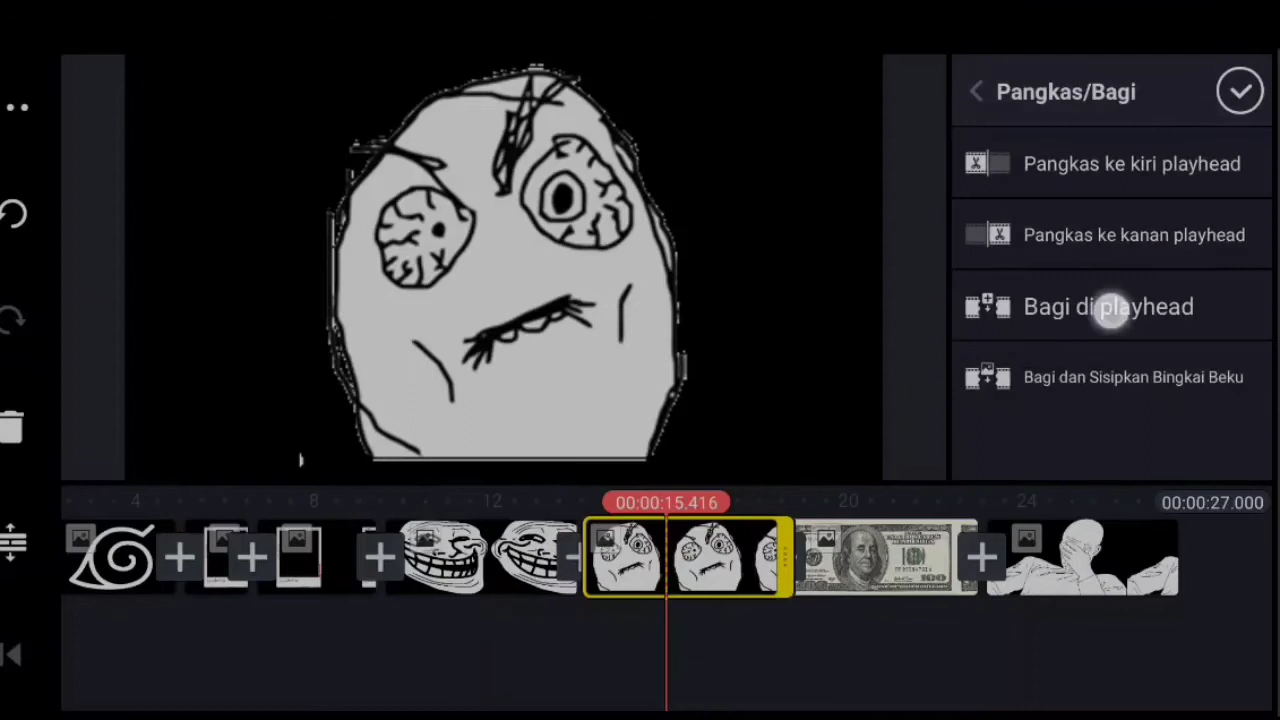 Pangkas/Bagi
Pangkas ke kiri playhead
Pangkas ke kanan playhead
Bagi di playhead
Bagi dan Sisipkan Bingkai Beku
4
8
12
00:00:15.416
20
24
00:00:27.000
100